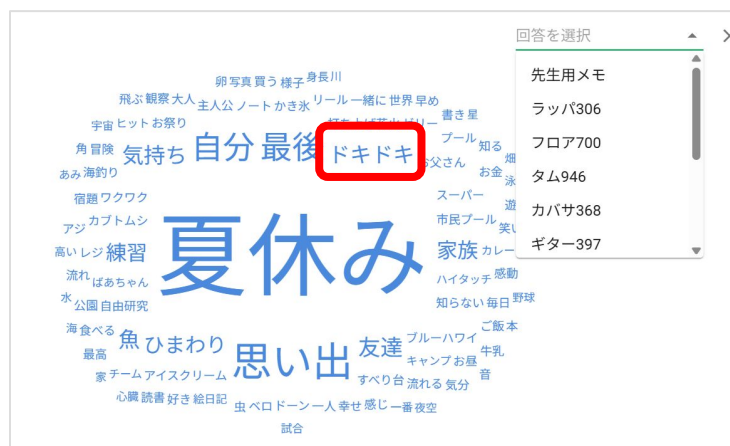 回答を選択
先生用メモ
ラッパ306
フロア700
タム946
カバサ368
ギター397
卵 写真 買う 様子 身長 川
飛ぶ 観察 大人 主人公 ノート かき氷 リール 一緒に 世界 早め
宇宙 ヒット お祭り 書き 星
角 冒険 気持ち 自分 最後 ドキドキ プール 知る
あみ 海釣り お父さん お金 畑
宿題 ワクワク スーパー 泳
アジ カブトムシ 夏休み 市民プール 遊
高い レジ 練習 家族 カレー 笑い
流れ ばあちゃん ハイタッチ 感動
水 公園 自由研究 知らない 毎日 野球
海 食べる 魚 ひまわり 思い出 友達 ブルーハワイ ご飯 本
最高 キャンプ お昼 牛乳
家 チーム アイスクリーム すべり台 流れる 気分 音
心臓 読書 好き 絵日記 虫 ベロ ドーン 一人 幸せ 感じ 一番 夜空
試合